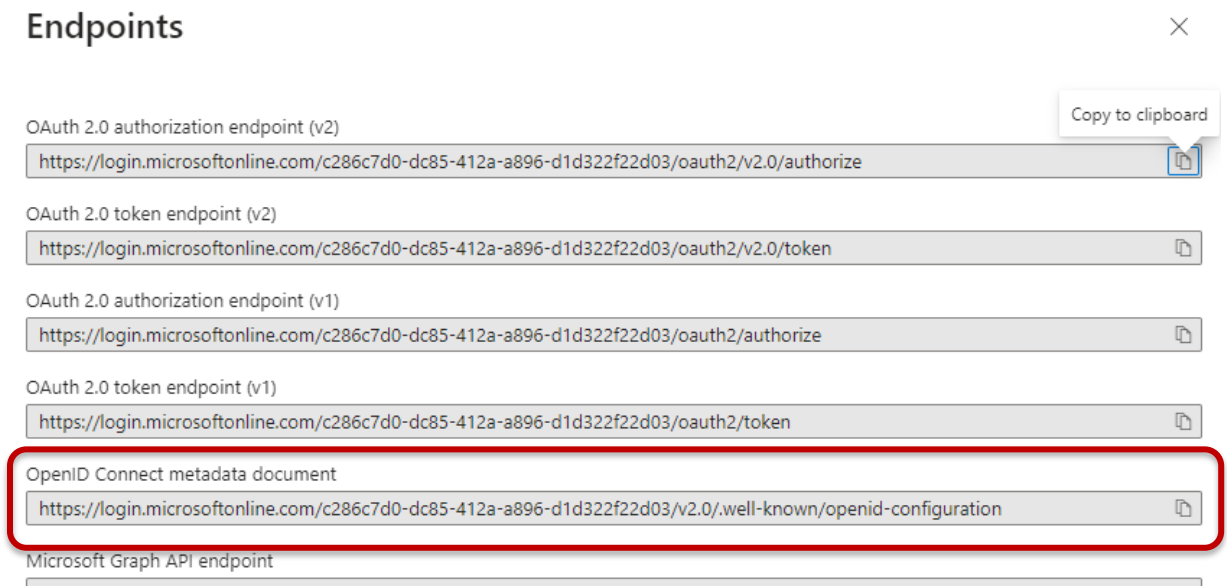 Endpoints
Copy to clipboard
OAuth 2.0 authorization endpoint (v2)
https://login.microsoftonline.com/c286c7d0-dc85-412a-a896-d1d322f22d03/oauth2/v2.0/authorize
OAuth 2.0 token endpoint (v2)
https://login.microsoftonline.com/c286c7d0-dc85-412a-a896-d1d322f22d03/oauth2/v2.0/token
OAuth 2.0 authorization endpoint (v1)
https://login.microsoftonline.com/c286c7d0-dc85-412a-a896-d1d322f22d03/oauth2/authorize
OAuth 2.0 token endpoint (v1)
https://login.microsoftonline.com/c286c7d0-dc85-412a-a896-d1d322f22d03/oauth2/token
OpenID Connect metadata document
https://login.microsoftonline.com/c286c7d0-dc85-412a-a896-d1d322f22d03/v2.0/.well-known/openid-configuration
Microsoft Graph API endpoint